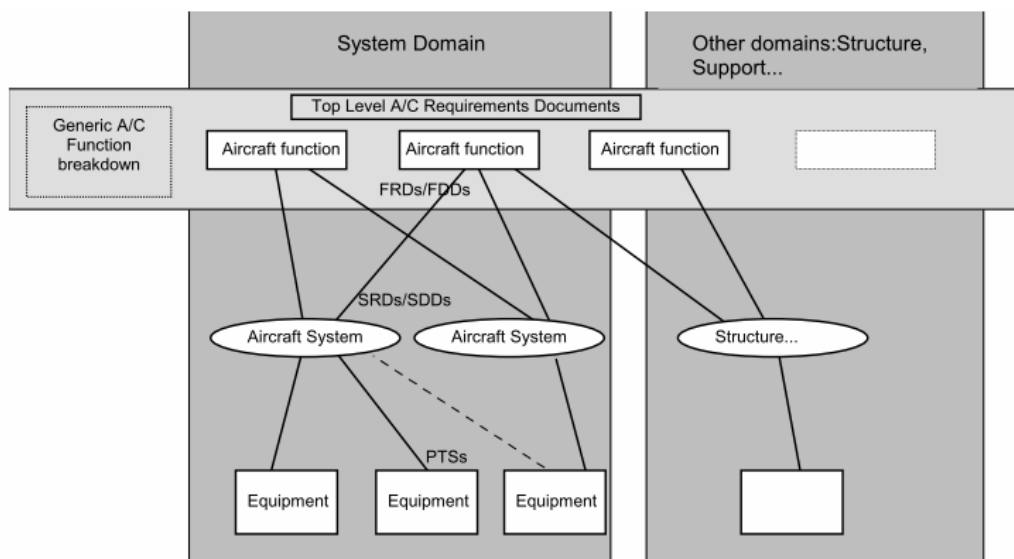 System Domain
Other domains:Structure,
Support...
Top Level A/C Requirements Documents
Generic A/C
Function
breakdown
Aircraft function
Aircraft function
Aircraft function
FRDs/FDDs
SRDs/SDDs
Aircraft System
Aircraft System
Structure...
PTSs
Equipment
Equipment
Equipment